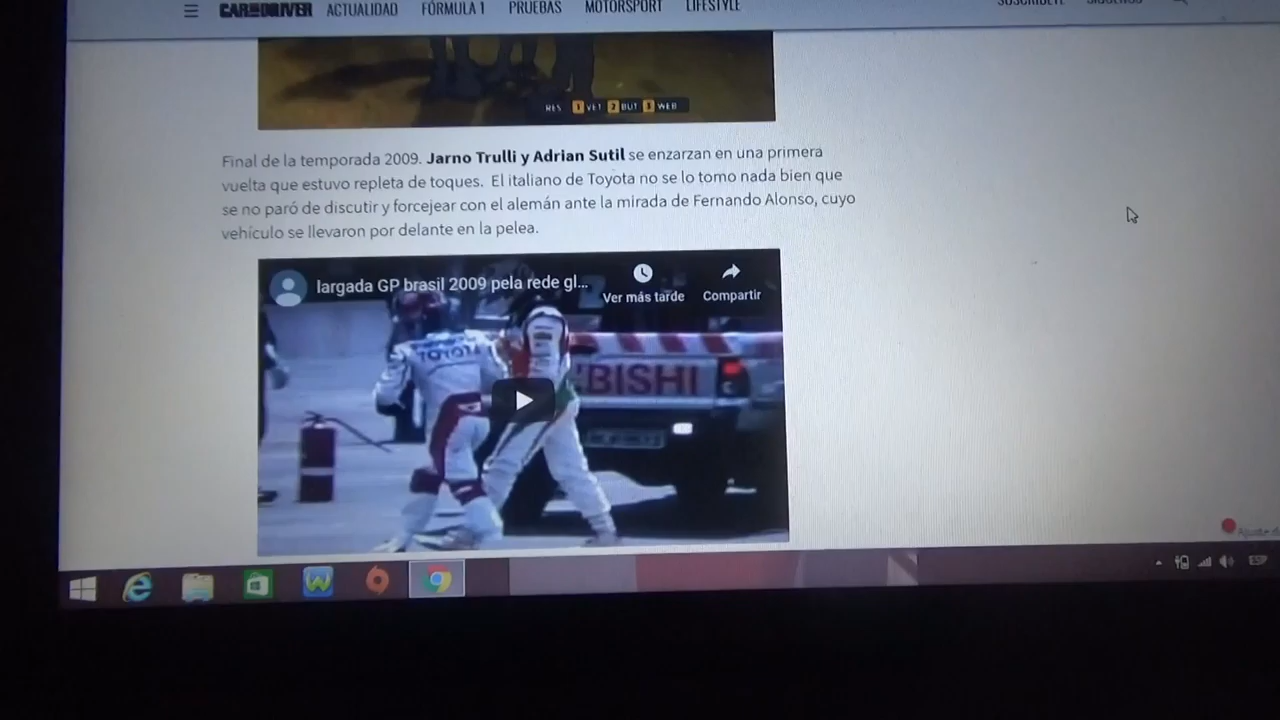 CAR AND DRIVER ACTUALIDAD FÓRMULA 1 PRUEBAS MOTORSPORT LIFESTYLE
RES 1 VET 2 BUT 3 WEB
Final de la temporada 2009. Jarno Trulli y Adrian Sutil se enzarzan en una primera
vuelta que estuvo repleta de toques. El italiano de Toyota no se lo tomo nada bien que
se no paró de discutir y forcejear con el alemán ante la mirada de Fernando Alonso, cuyo
vehículo se llevaron por delante en la pelea.
largada GP brasil 2009 pela rede gl...
Ver más tarde
Compartir
TOYOTA
BISHI
ESP